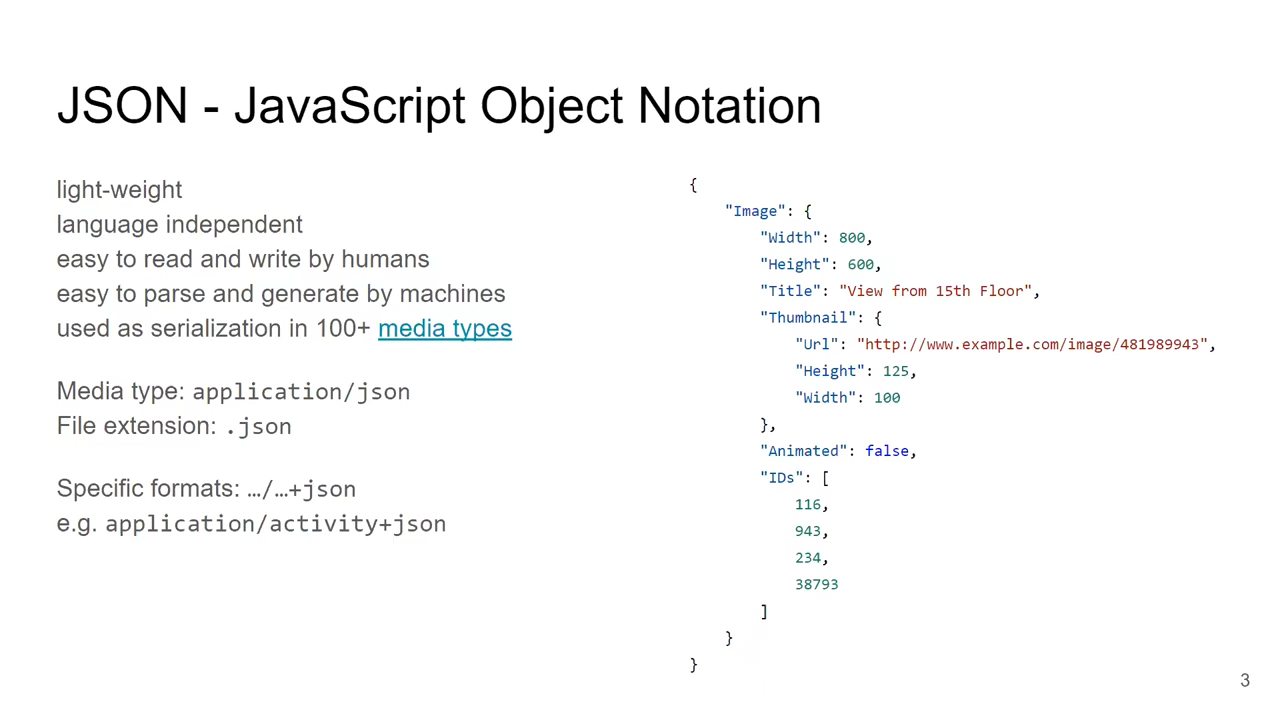 JSON - JavaScript Object Notation
light-weight
language independent
easy to read and write by humans
easy to parse and generate by machines
used as serialization in 100+ media types
Media type: application/json
File extension: .json
Specific formats: …/…+json
e.g. application/activity+json
{
    "Image": {
        "Width": 800,
        "Height": 600,
        "Title": "View from 15th Floor",
        "Thumbnail": {
            "Url": "http://www.example.com/image/481989943",
            "Height": 125,
            "Width": 100
        },
        "Animated": false,
        "IDs": [
            116,
            943,
            234,
            38793
        ]
    }
}
3